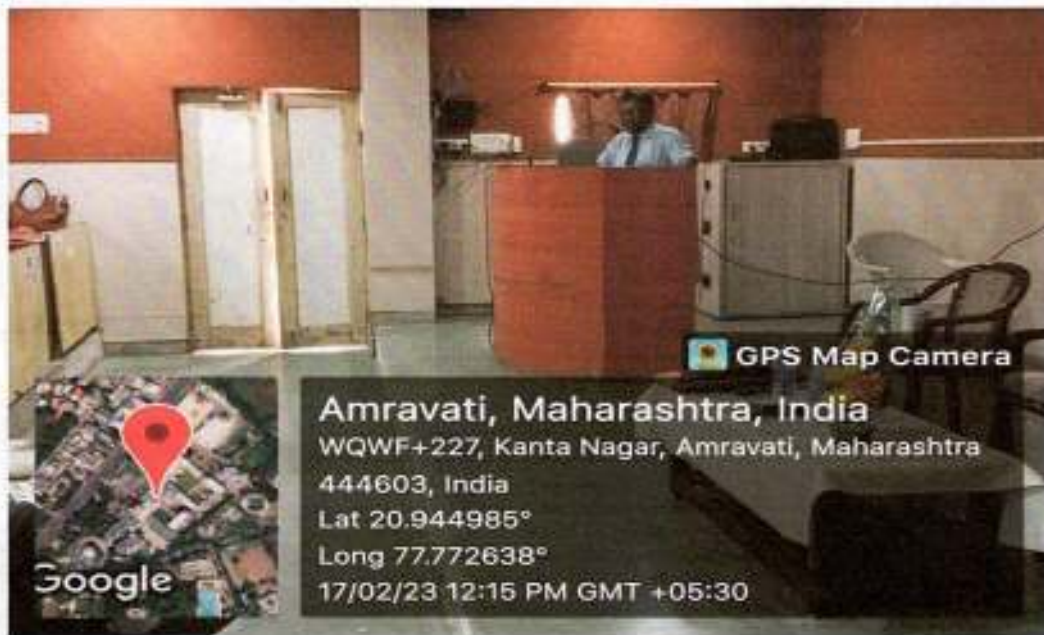 GPS Map Camera
Amravati, Maharashtra, India
WQWF+227, Kanta Nagar, Amravati, Maharashtra
444603, India
Lat 20.944985°
Long 77.772638°
17/02/23 12:15 PM GMT +05:30
Google